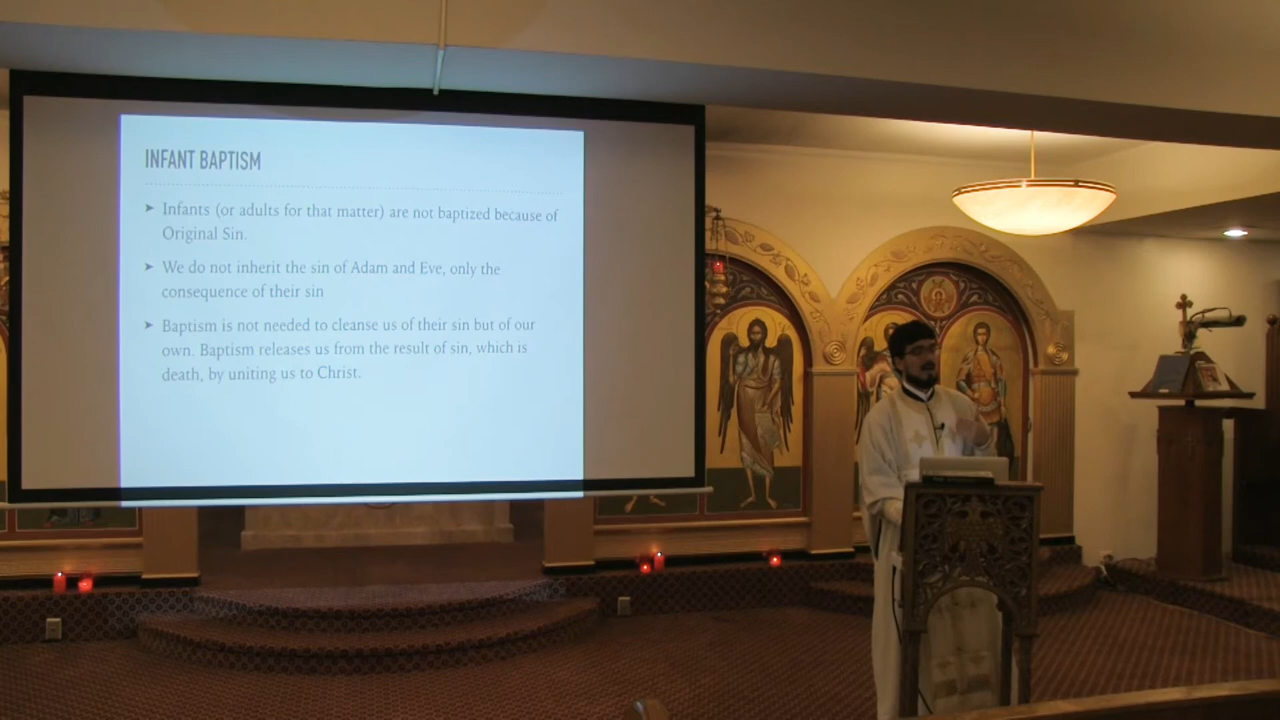 INFANT BAPTISM
➤ Infants (or adults for that matter) are not baptized because of
Original Sin.
➤ We do not inherit the sin of Adam and Eve, only the
consequence of their sin
➤ Baptism is not needed to cleanse us of their sin but of our
own. Baptism releases us from the result of sin, which is
death, by uniting us to Christ.